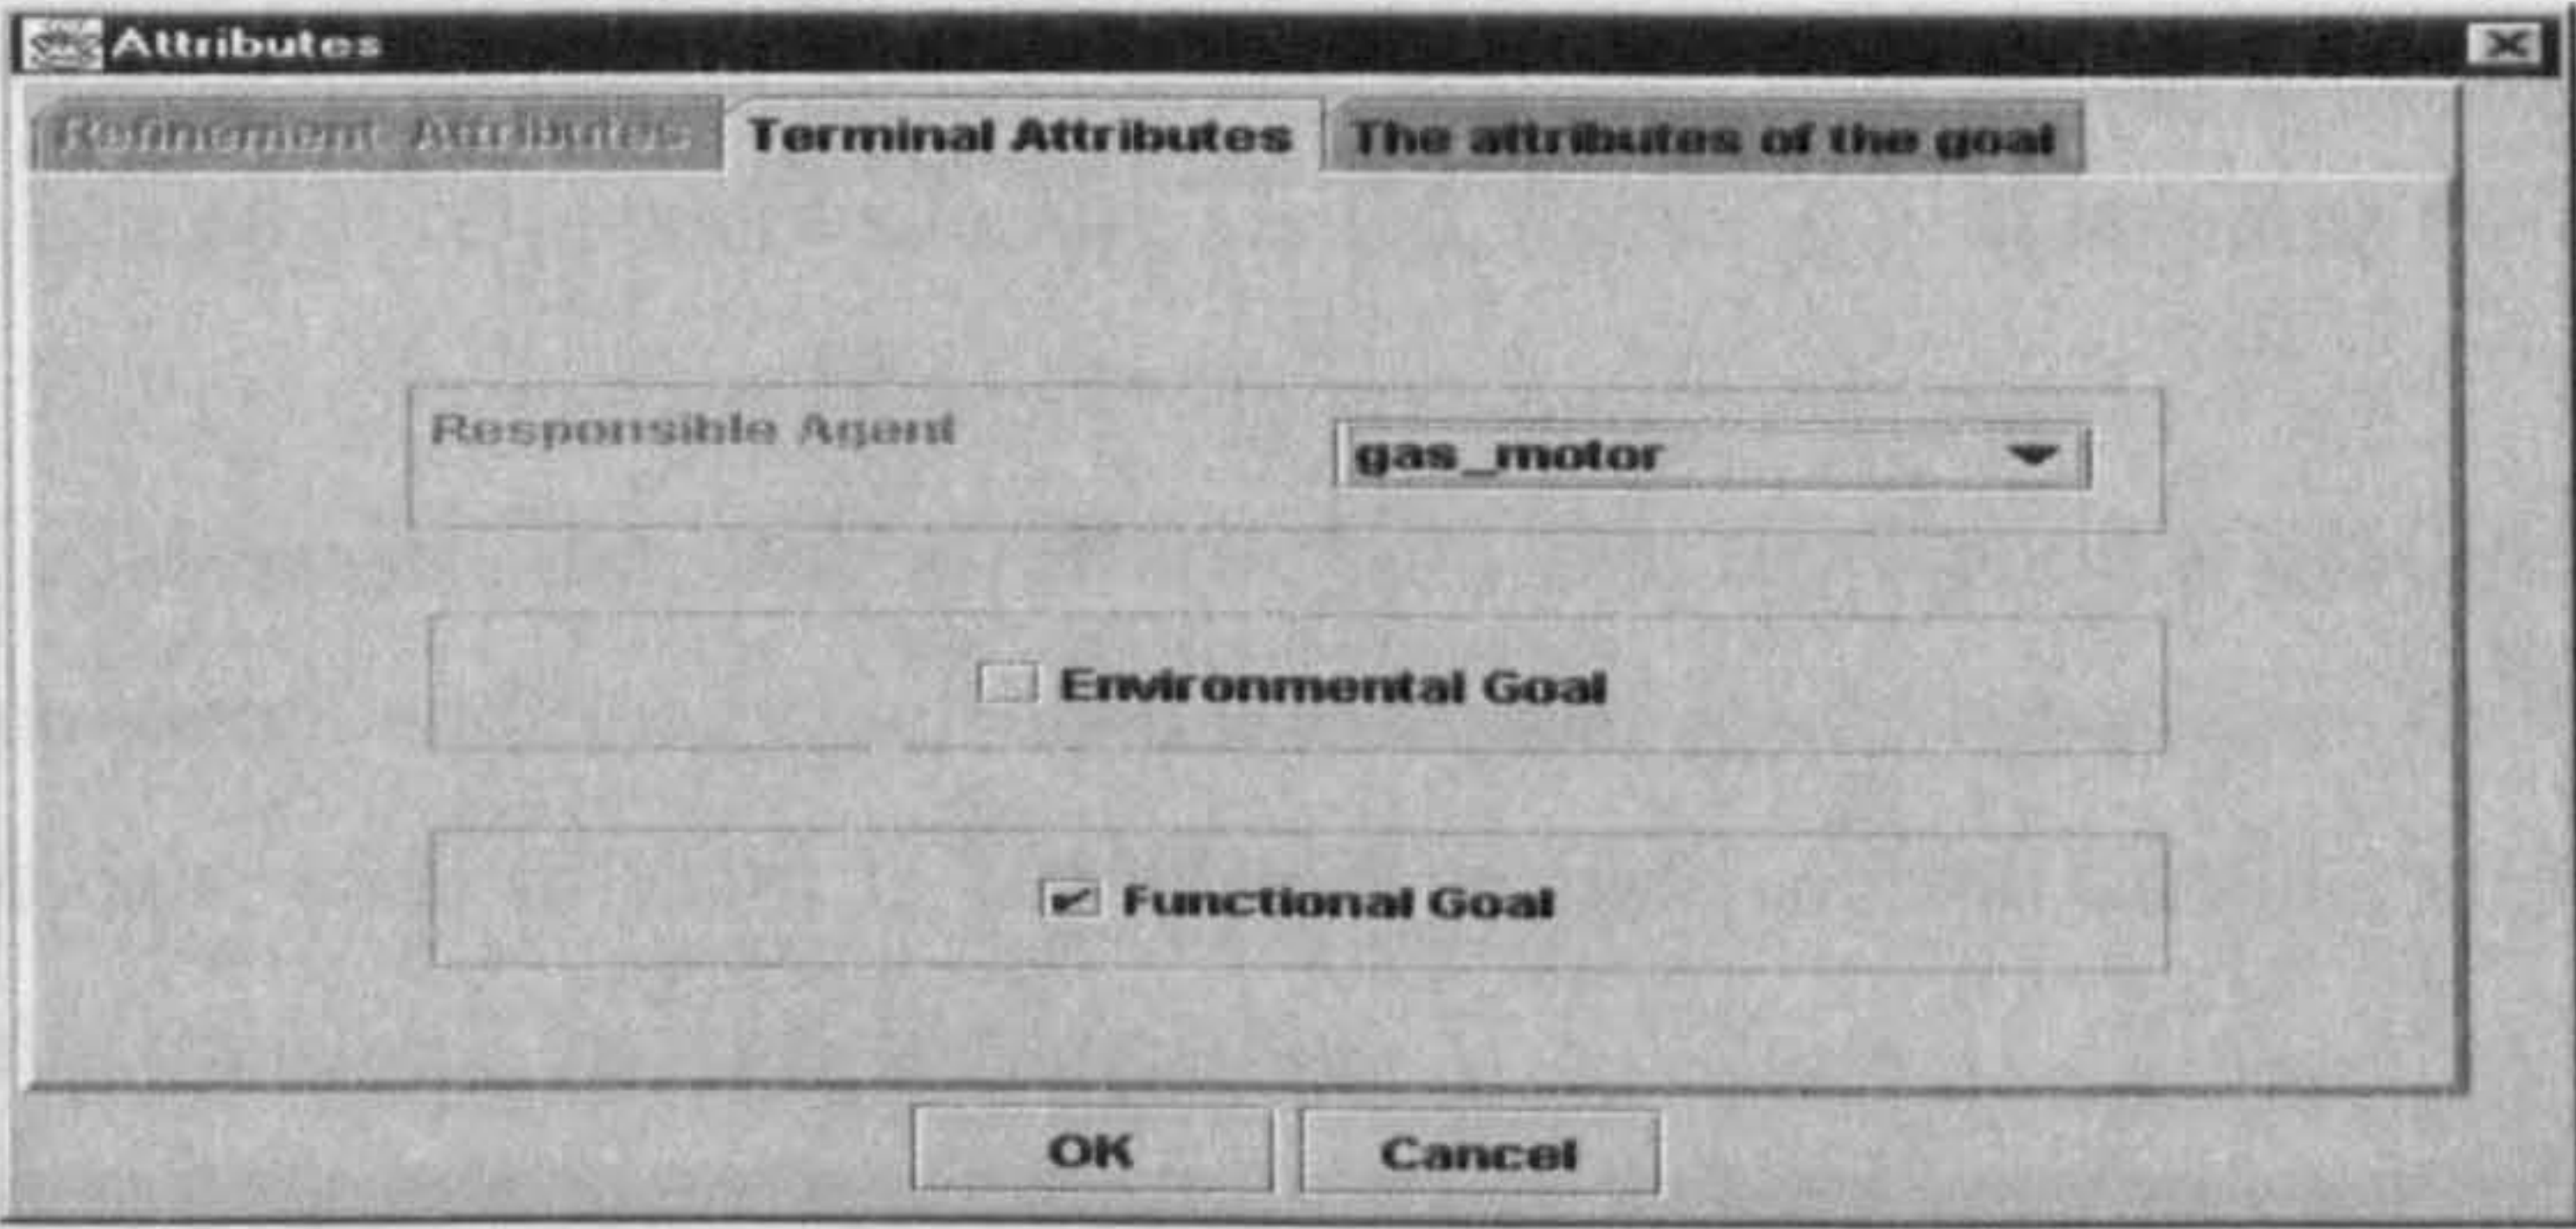 Attributes
Refinement Attributes Terminal Attributes The attributes of the goal
Responsible Agent gas_motor
Environmental Goal
Functional Goal
OK Cancel